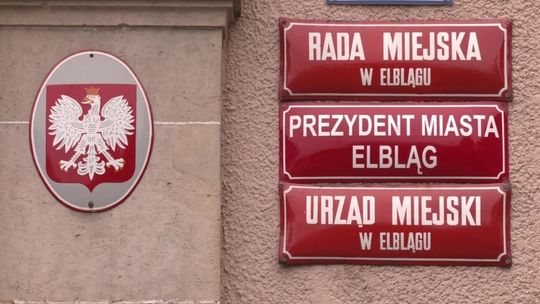 RADA MIEJSKA
W ELBLĄGU
PREZYDENT MIASTA
ELBLĄG
URZĄD MIEJSKI
W ELBLĄGU